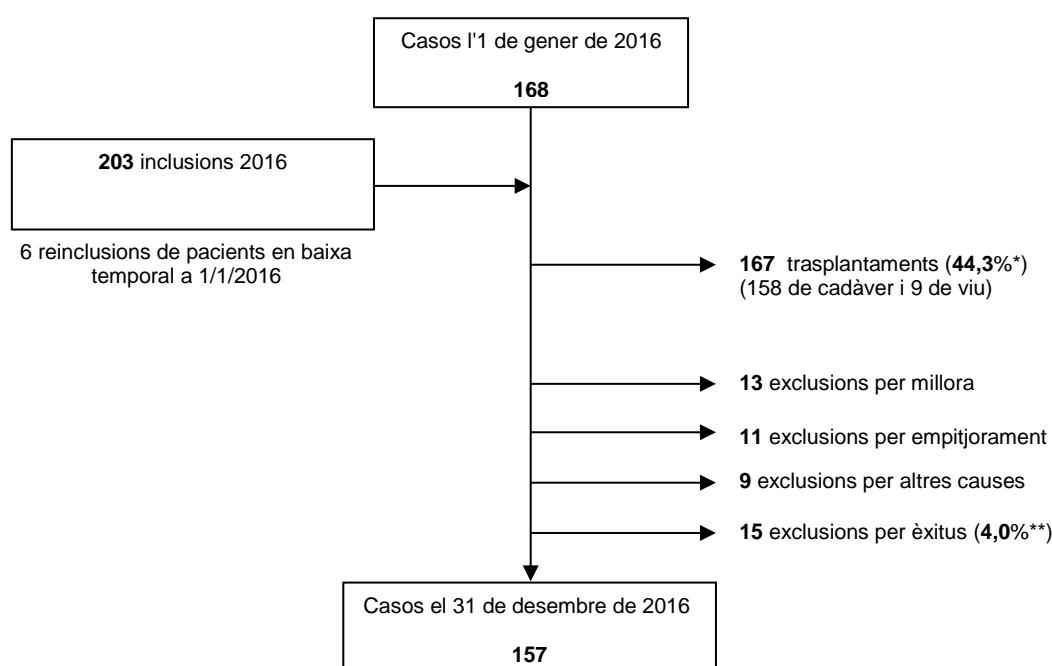 Casos l'1 de gener de 2016
168
203 inclusions 2016
6 reinclusions de pacients en baixa
temporal a 1/1/2016
167 trasplantaments (44,3%*)
(158 de cadàver i 9 de viu)
13 exclusions per millora
11 exclusions per empitjorament
9 exclusions per altres causes
15 exclusions per èxitus (4,0%**)
Casos el 31 de desembre de 2016
157